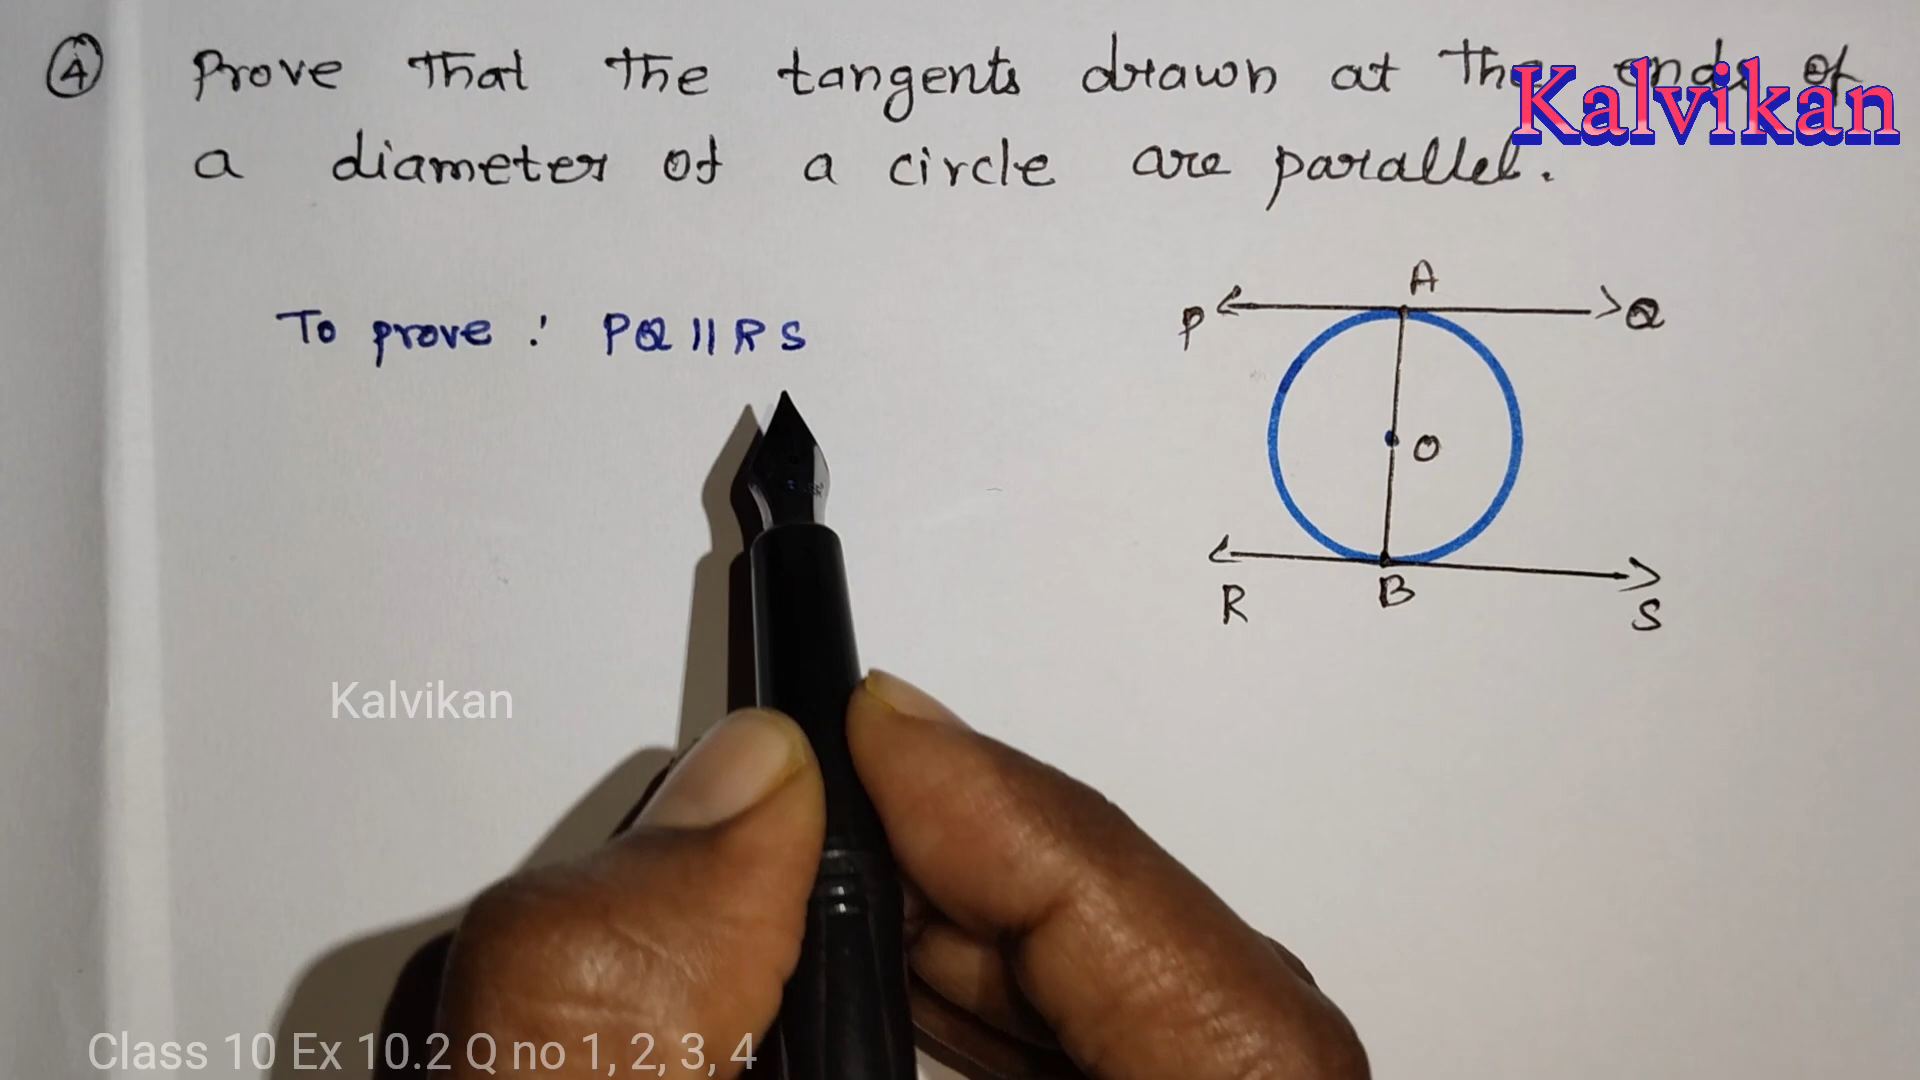 ④ Prove That the tangents drawn at the ends of
Kalvikan
a diameter of a circle are parallel.
To prove : PQ || RS
A
P
Q
O
B
R
S
Kalvikan
Class 10 Ex 10.2 Q no 1, 2, 3, 4